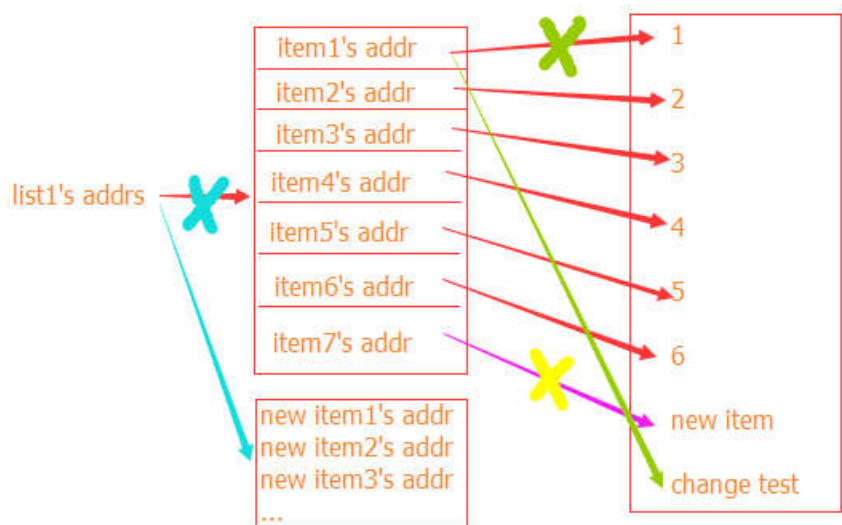 list1's addrs
item1's addr
item2's addr
item3's addr
item4's addr
item5's addr
item6's addr
item7's addr
new item1's addr
new item2's addr
new item3's addr
...
1
2
3
4
5
6
new item
change test